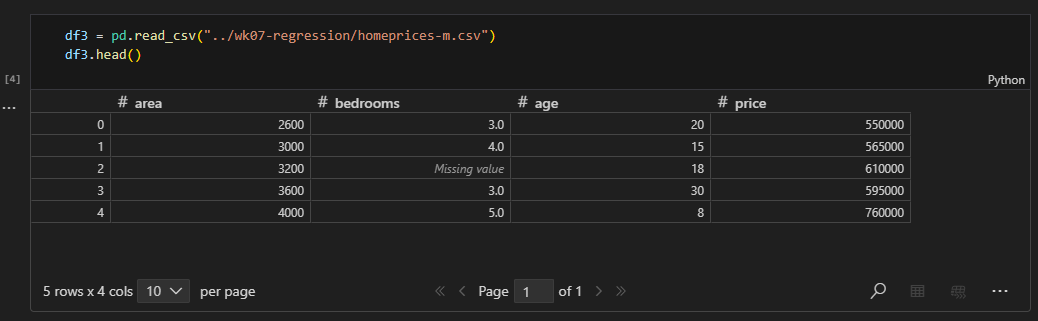 df3 = pd.read_csv("../wk07-regression/homeprices-m.csv")
df3.head()
[4]
Python
...
# area # bedrooms # age # price
0 2600 3.0 20 550000
1 3000 4.0 15 565000
2 3200 Missing value 18 610000
3 3600 3.0 30 595000
4 4000 5.0 8 760000
5 rows x 4 cols 10 per page « < Page 1 of 1 > » ...